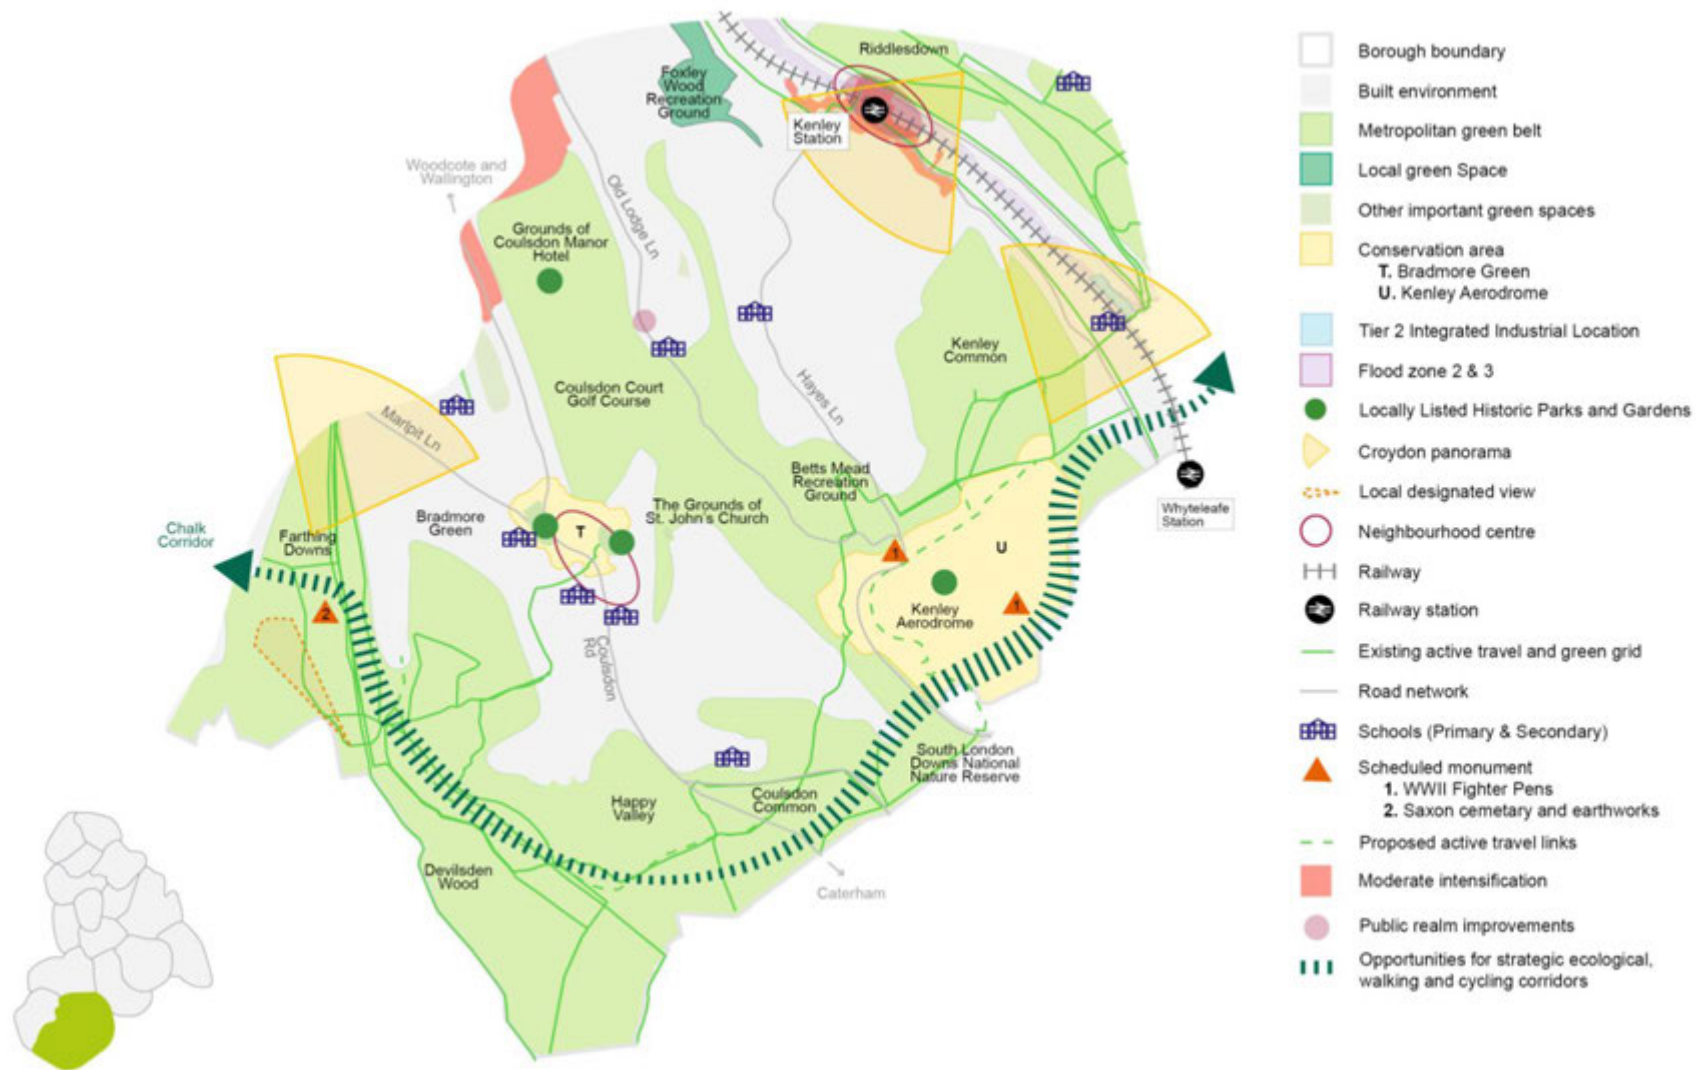 Riddlesdown
Foxley
Wood
Recreation
Ground
Kenley
Station
Woodcote and
Wallington
Old Lodge Ln
Grounds of
Coulsdon Manor
Hotel
Kenley
Common
Coulsdon Court
Golf Course
Hayes Ln
Marlpit Ln
Betts Mead
Recreation
Ground
The Grounds of
St. John's Church
Bradmore
Green
T
U
Whyteleafe
Station
Chalk
Corridor
Farthing
Downs
1
2
1
Kenley
Aerodrome
Coulsdon
Rd
South London
Downs National
Nature Reserve
Happy
Valley
Coulsdon
Common
Devilsden
Wood
Caterham
Borough boundary
Built environment
Metropolitan green belt
Local green Space
Other important green spaces
Conservation area
T. Bradmore Green
U. Kenley Aerodrome
Tier 2 Integrated Industrial Location
Flood zone 2 & 3
Locally Listed Historic Parks and Gardens
Croydon panorama
Local designated view
Neighbourhood centre
Railway
Railway station
Existing active travel and green grid
Road network
Schools (Primary & Secondary)
Scheduled monument
1. WWII Fighter Pens
2. Saxon cemetary and earthworks
Proposed active travel links
Moderate intensification
Public realm improvements
Opportunities for strategic ecological,
walking and cycling corridors